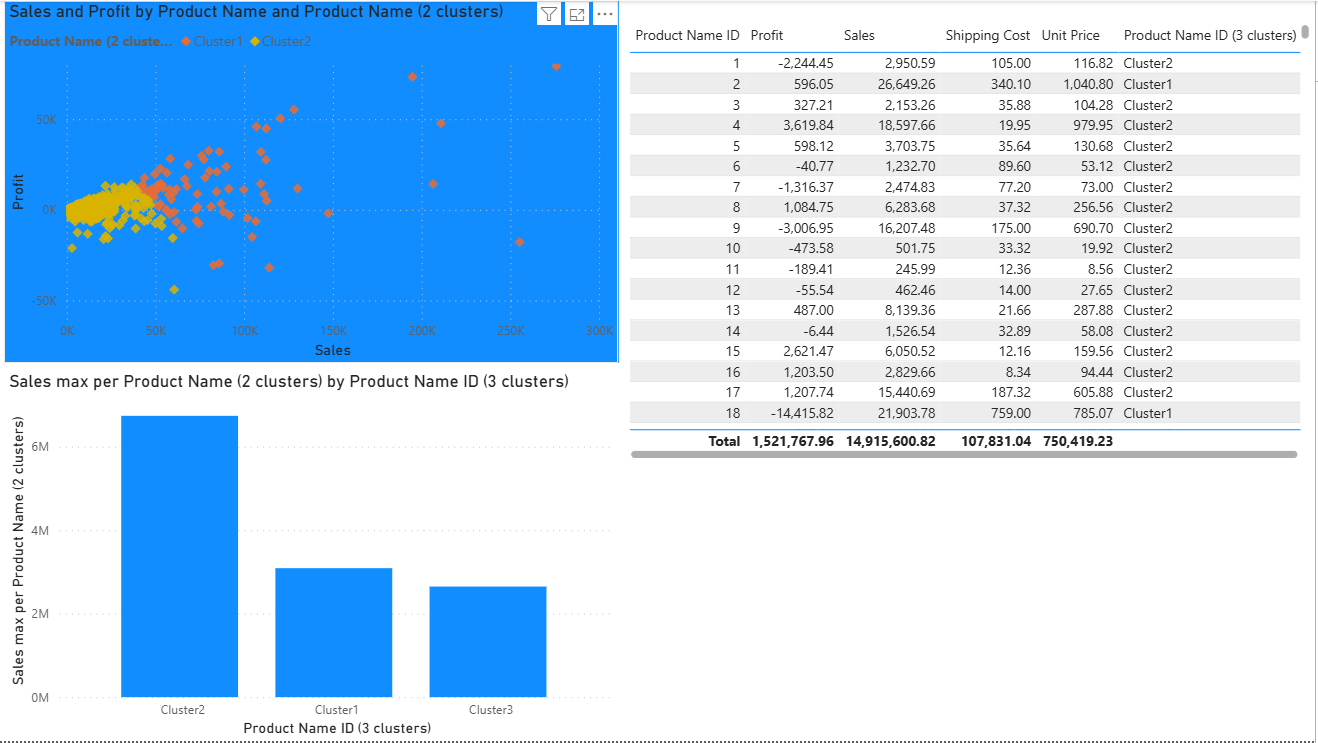 Sales and Profit by Product Name and Product Name (2 clusters)
Product Name (2 cluste... Cluster1 Cluster2
Profit
50K
0K
-50K
0K 50K 100K 150K 200K 250K 300K
Sales
Sales max per Product Name (2 clusters) by Product Name ID (3 clusters)
Sales max per Product Name (2 clusters)
6M
4M
2M
0M
Cluster2 Cluster1 Cluster3
Product Name ID (3 clusters)
Product Name ID Profit Sales Shipping Cost Unit Price Product Name ID (3 clusters)
1 -2,244.45 2,950.59 105.00 116.82 Cluster2
2 596.05 26,649.26 340.10 1,040.80 Cluster1
3 327.21 2,153.26 35.88 104.28 Cluster2
4 3,619.84 18,597.66 19.95 979.95 Cluster2
5 598.12 3,703.75 35.64 130.68 Cluster2
6 -40.77 1,232.70 89.60 53.12 Cluster2
7 -1,316.37 2,474.83 77.20 73.00 Cluster2
8 1,084.75 6,283.68 37.32 256.56 Cluster2
9 -3,006.95 16,207.48 175.00 690.70 Cluster2
10 -473.58 501.75 33.32 19.92 Cluster2
11 -189.41 245.99 12.36 8.56 Cluster2
12 -55.54 462.46 14.00 27.65 Cluster2
13 487.00 8,139.36 21.66 287.88 Cluster2
14 -6.44 1,526.54 32.89 58.08 Cluster2
15 2,621.47 6,050.52 12.16 159.56 Cluster2
16 1,203.50 2,829.66 8.34 94.44 Cluster2
17 1,207.74 15,440.69 187.32 605.88 Cluster2
18 -14,415.82 21,903.78 759.00 785.07 Cluster1
Total 1,521,767.96 14,915,600.82 107,831.04 750,419.23